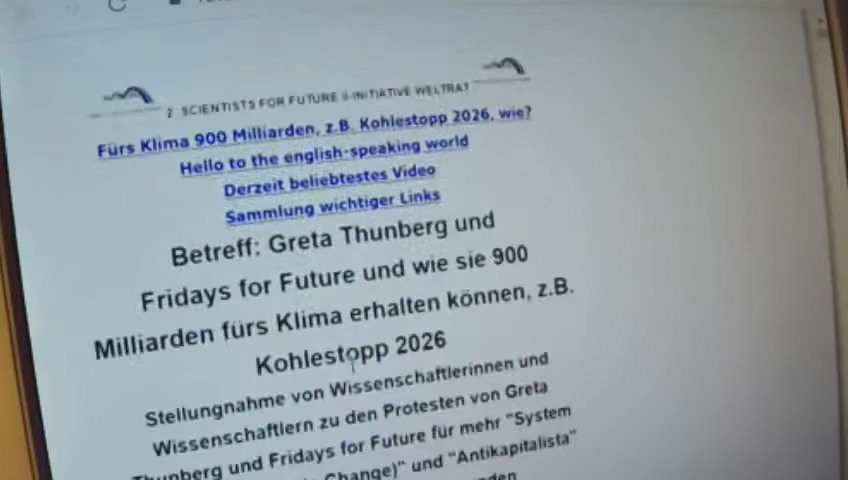 SCIENTISTS FOR FUTURE II-INITIATIVE WELTRAT
Fürs Klima 900 Milliarden, z.B. Kohlestopp 2026, wie?
Hello to the english-speaking world
Derzeit beliebtestes Video
Sammlung wichtiger Links
Betreff: Greta Thunberg und
Fridays for Future und wie sie 900
Milliarden fürs Klima erhalten können, z.B.
Kohlestopp 2026
Stellungnahme von Wissenschaftlerinnen und
Wissenschaftlern zu den Protesten von Greta
Thunberg und Fridays for Future für mehr "System
Change)" und "Antikapitalista"